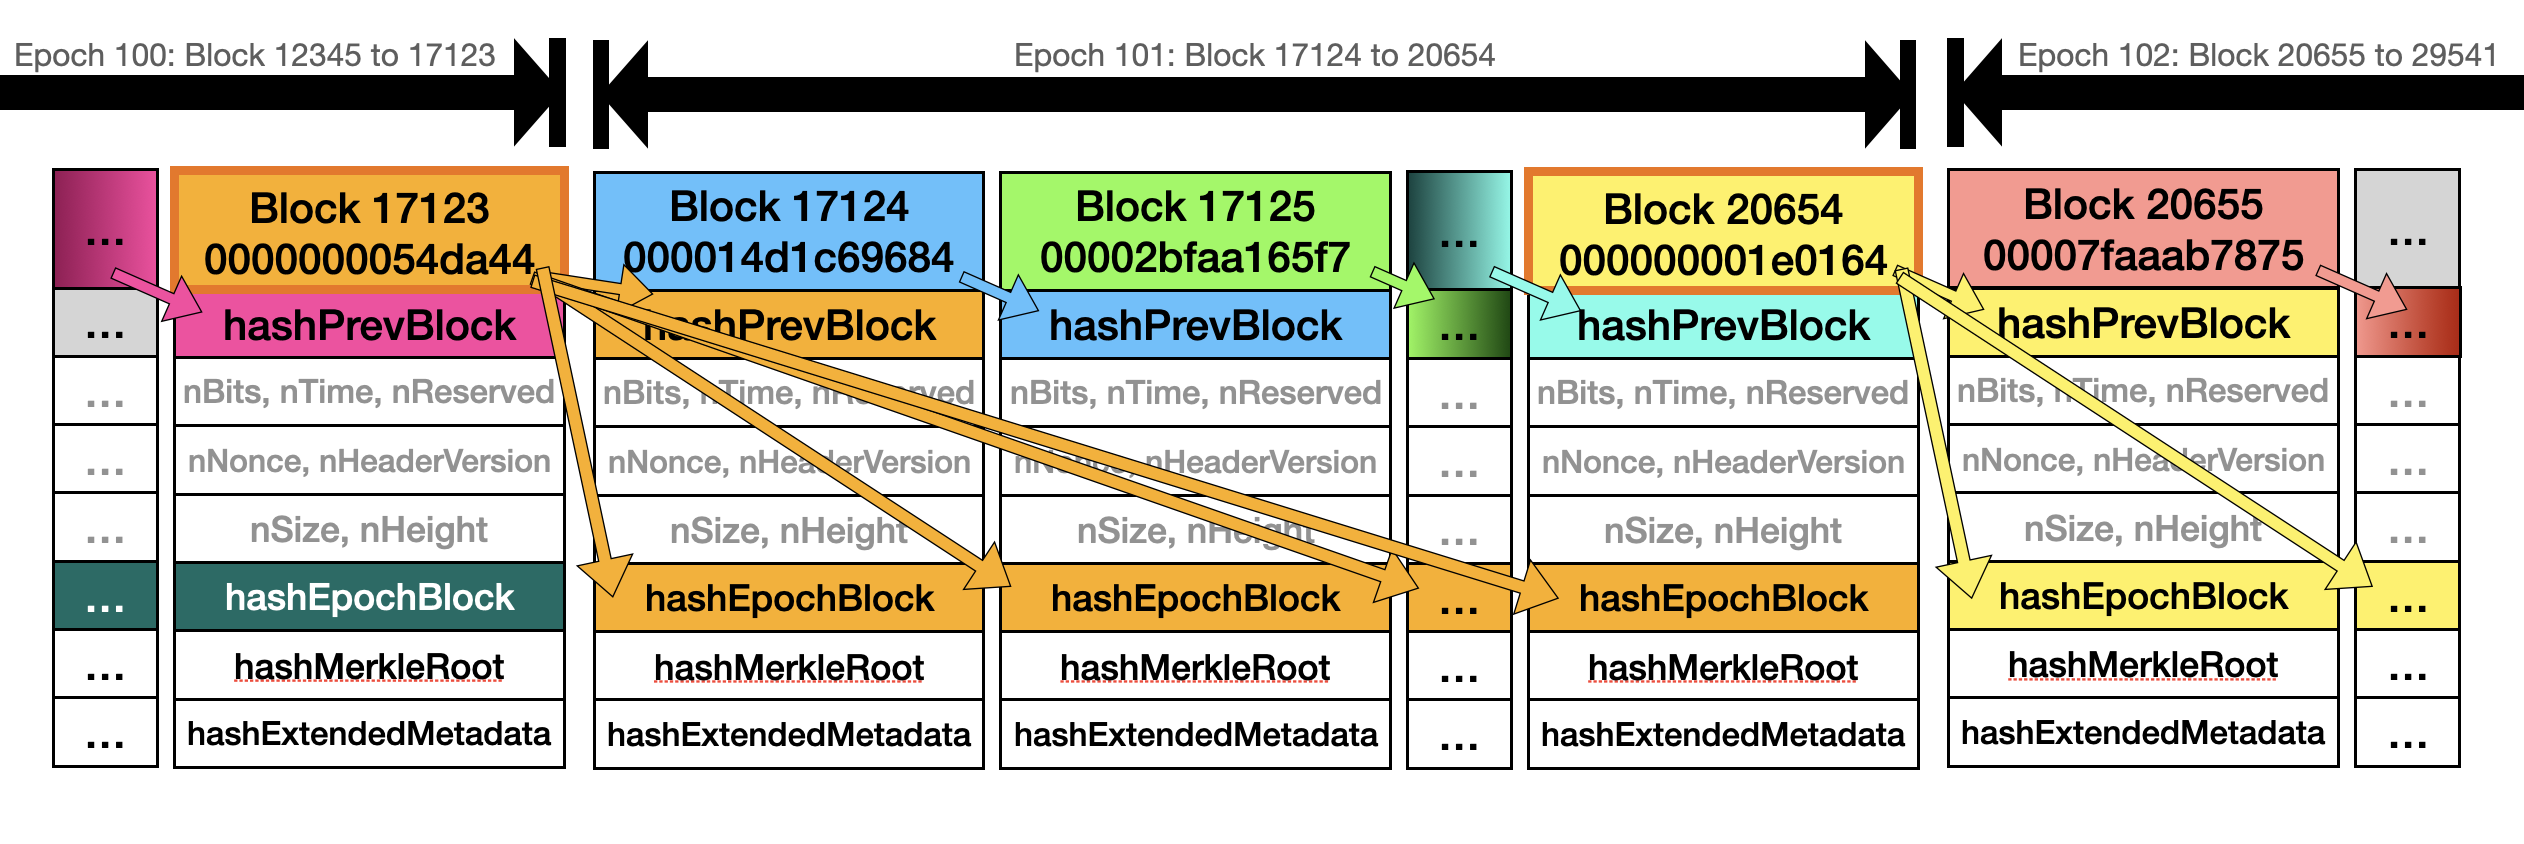 Epoch 100: Block 12345 to 17123
Epoch 101: Block 17124 to 20654
Epoch 102: Block 20655 to 29541
...
...
...
...
...
...
...
...
Block 17123
0000000054da44
hashPrevBlock
nBits, nTime, nReserved
nNonce, nHeaderVersion
nSize, nHeight
hashEpochBlock
hashMerkleRoot
hashExtendedMetadata
Block 17124
000014d1c69684
hashPrevBlock
nBits, nTime, nReserved
nNonce, nHeaderVersion
nSize, nHeight
hashEpochBlock
hashMerkleRoot
hashExtendedMetadata
Block 17125
00002bfaa165f7
hashPrevBlock
nBits, nTime, nReserved
nNonce, nHeaderVersion
nSize, nHeight
hashEpochBlock
hashMerkleRoot
hashExtendedMetadata
...
...
...
...
...
...
...
...
Block 20654
000000001e0164
hashPrevBlock
nBits, nTime, nReserved
nNonce, nHeaderVersion
nSize, nHeight
hashEpochBlock
hashMerkleRoot
hashExtendedMetadata
Block 20655
00007faaab7875
hashPrevBlock
nBits, nTime, nReserved
nNonce, nHeaderVersion
nSize, nHeight
hashEpochBlock
hashMerkleRoot
hashExtendedMetadata
...
...
...
...
...
...
...
...